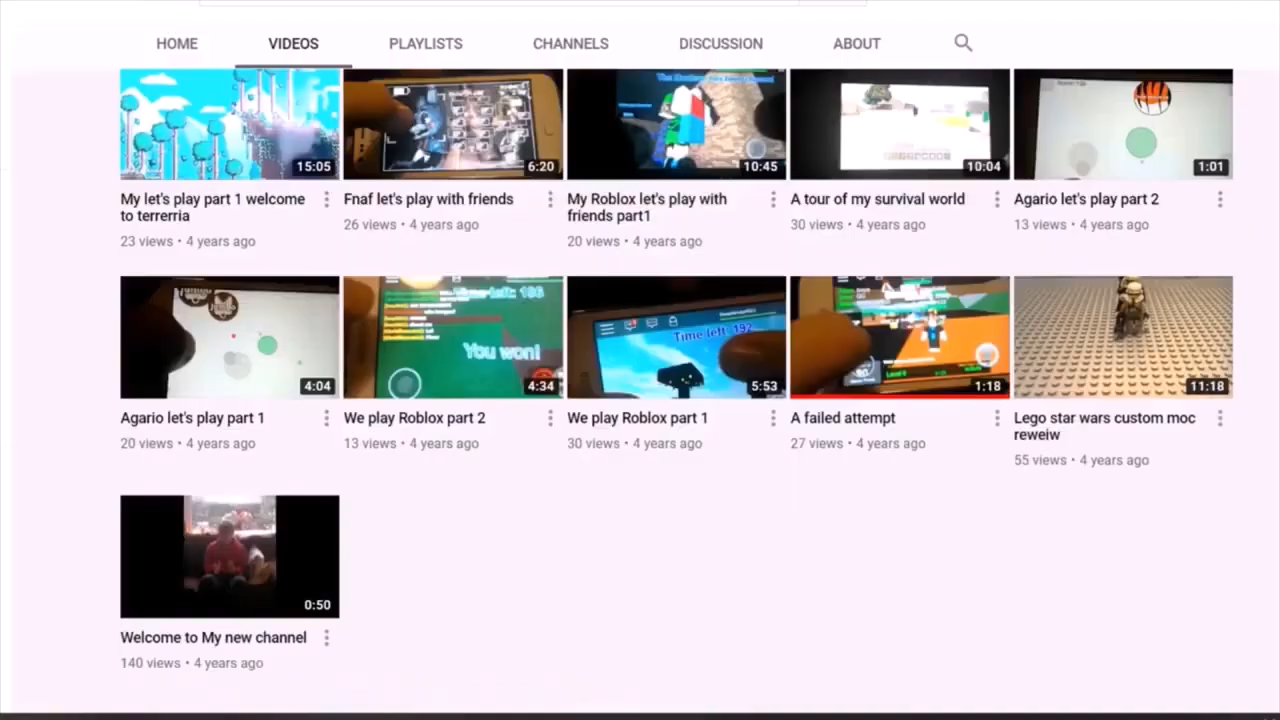 HOME VIDEOS PLAYLISTS CHANNELS DISCUSSION ABOUT
15:05 6:20 10:45 10:04 1:01
My let's play part 1 welcome
to terrerria
23 views • 4 years ago
Fnaf let's play with friends
26 views • 4 years ago
My Roblox let's play with
friends part1
20 views • 4 years ago
A tour of my survival world
30 views • 4 years ago
Agario let's play part 2
13 views • 4 years ago
4:04
You won!
4:34
Time left: 192
5:53
1:18
11:18
Agario let's play part 1
20 views • 4 years ago
We play Roblox part 2
13 views • 4 years ago
We play Roblox part 1
30 views • 4 years ago
A failed attempt
27 views • 4 years ago
Lego star wars custom moc
reweiw
55 views • 4 years ago
0:50
Welcome to My new channel
140 views • 4 years ago